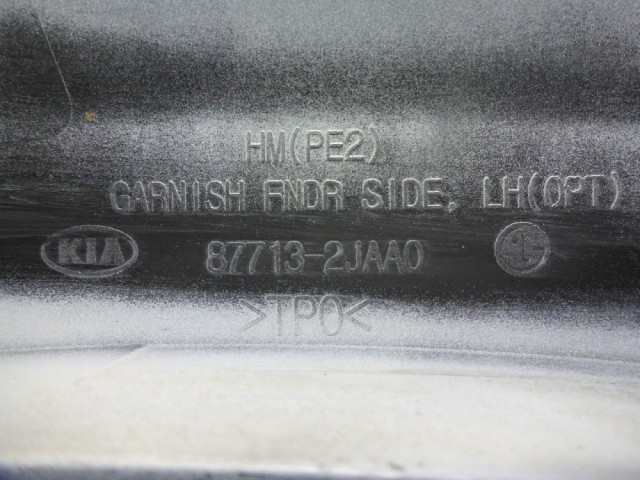 HM(PE2)
GARNISH FNDR SIDE, LH(OPT)
KIA 87713-2JAA0
>TPO<